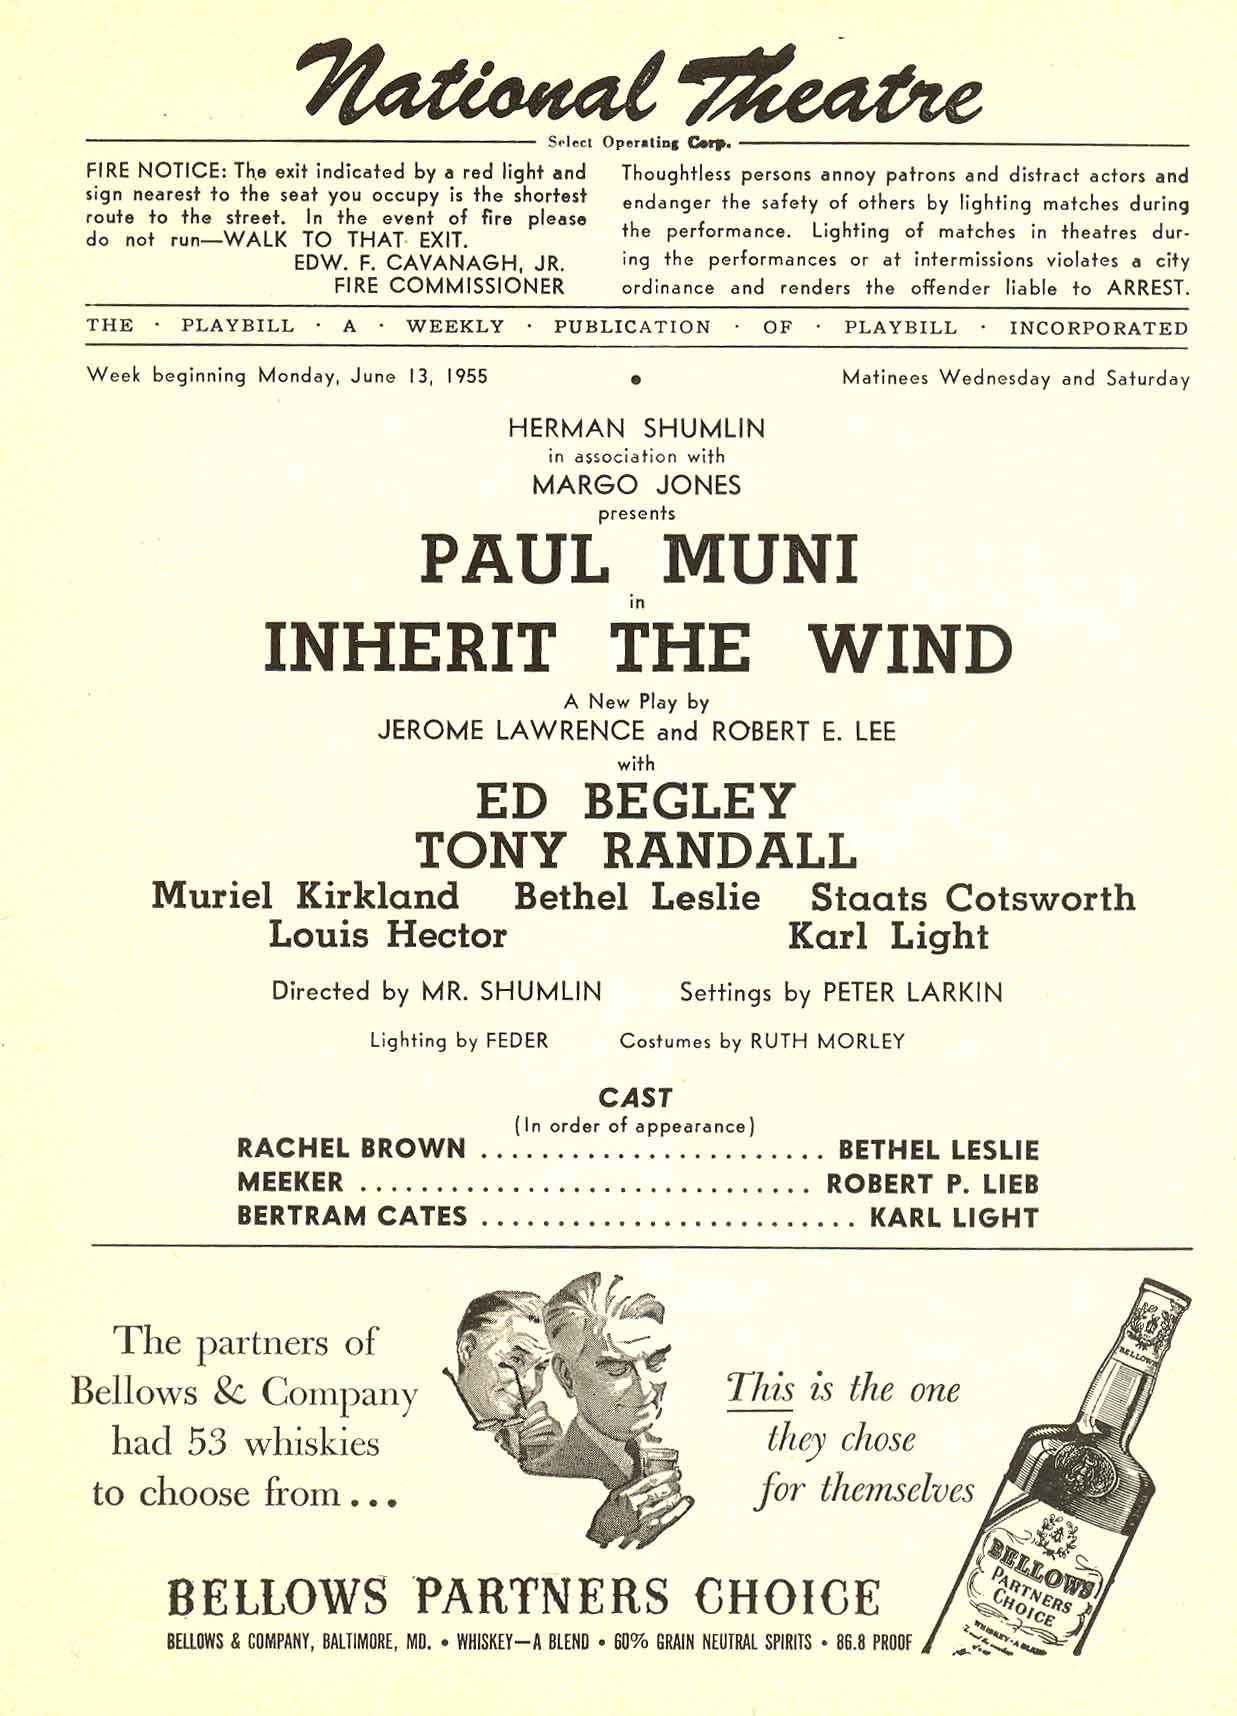 National Theatre
Select Operating Corp.
FIRE NOTICE: The exit indicated by a red light and
sign nearest to the seat you occupy is the shortest
route to the street. In the event of fire please
do not run—WALK TO THAT EXIT.
EDW. F. CAVANAGH, JR.
FIRE COMMISSIONER
Thoughtless persons annoy patrons and distract actors and
endanger the safety of others by lighting matches during
the performance. Lighting of matches in theatres dur-
ing the performances or at intermissions violates a city
ordinance and renders the offender liable to ARREST.
THE · PLAYBILL · A · WEEKLY · PUBLICATION · OF · PLAYBILL · INCORPORATED
Week beginning Monday, June 13, 1955 • Matinees Wednesday and Saturday
HERMAN SHUMLIN
in association with
MARGO JONES
presents
PAUL MUNI
in
INHERIT THE WIND
A New Play by
JEROME LAWRENCE and ROBERT E. LEE
with
ED BEGLEY
TONY RANDALL
Muriel Kirkland Bethel Leslie Staats Cotsworth
Louis Hector Karl Light
Directed by MR. SHUMLIN Settings by PETER LARKIN
Lighting by FEDER Costumes by RUTH MORLEY
CAST
(In order of appearance)
RACHEL BROWN ....................... BETHEL LESLIE
MEEKER .............................. ROBERT P. LIEB
BERTRAM CATES ......................... KARL LIGHT
The partners of
Bellows & Company
had 53 whiskies
to choose from...
This is the one
they chose
for themselves
BELLOWS
BELLOWS
PARTNERS
CHOICE
WHISKEY-A BLEND
BELLOWS PARTNERS CHOICE
BELLOWS & COMPANY, BALTIMORE, MD. • WHISKEY—A BLEND • 60% GRAIN NEUTRAL SPIRITS • 86.8 PROOF